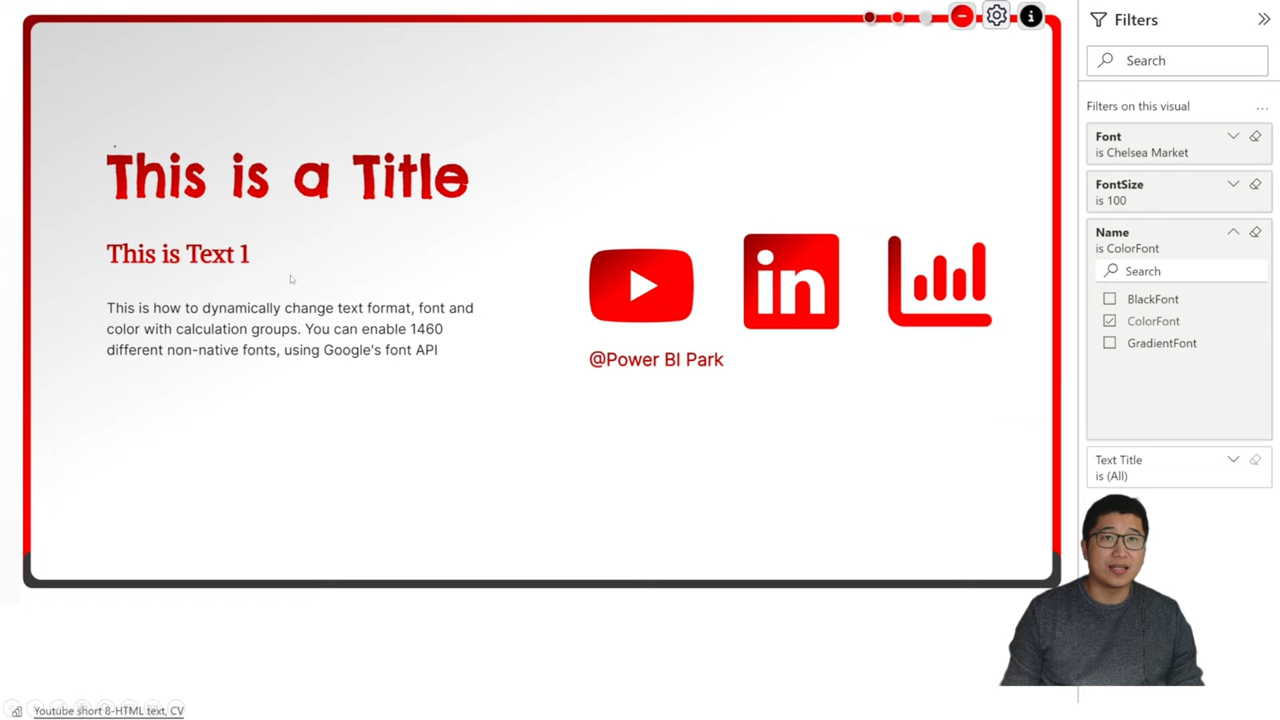 This is a Title
This is Text 1
This is how to dynamically change text format, font and
color with calculation groups. You can enable 1460
different non-native fonts, using Google's font API
in
@Power BI Park
Filters
Search
Filters on this visual
Font
is Chelsea Market
FontSize
is 100
Name
is ColorFont
Search
BlackFont
ColorFont
GradientFont
Text Title
is (All)
Youtube short 8-HTML text, CV